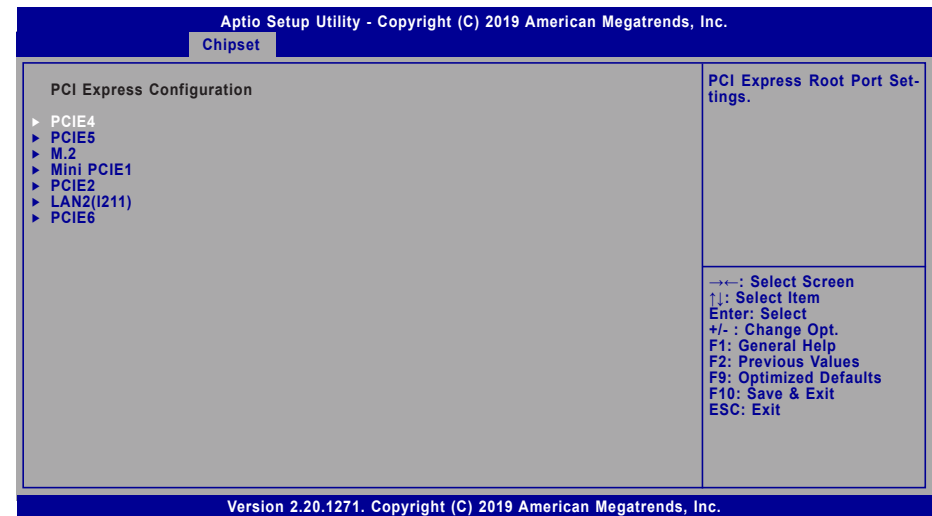 Aptio Setup Utility - Copyright (C) 2019 American Megatrends, Inc.
Chipset
PCI Express Configuration
▶ PCIE4
▶ PCIE5
▶ M.2
▶ Mini PCIE1
▶ PCIE2
▶ LAN2(I211)
▶ PCIE6
PCI Express Root Port Set-
tings.
→←: Select Screen
↑↓: Select Item
Enter: Select
+/- : Change Opt.
F1: General Help
F2: Previous Values
F9: Optimized Defaults
F10: Save & Exit
ESC: Exit
Version 2.20.1271. Copyright (C) 2019 American Megatrends, Inc.